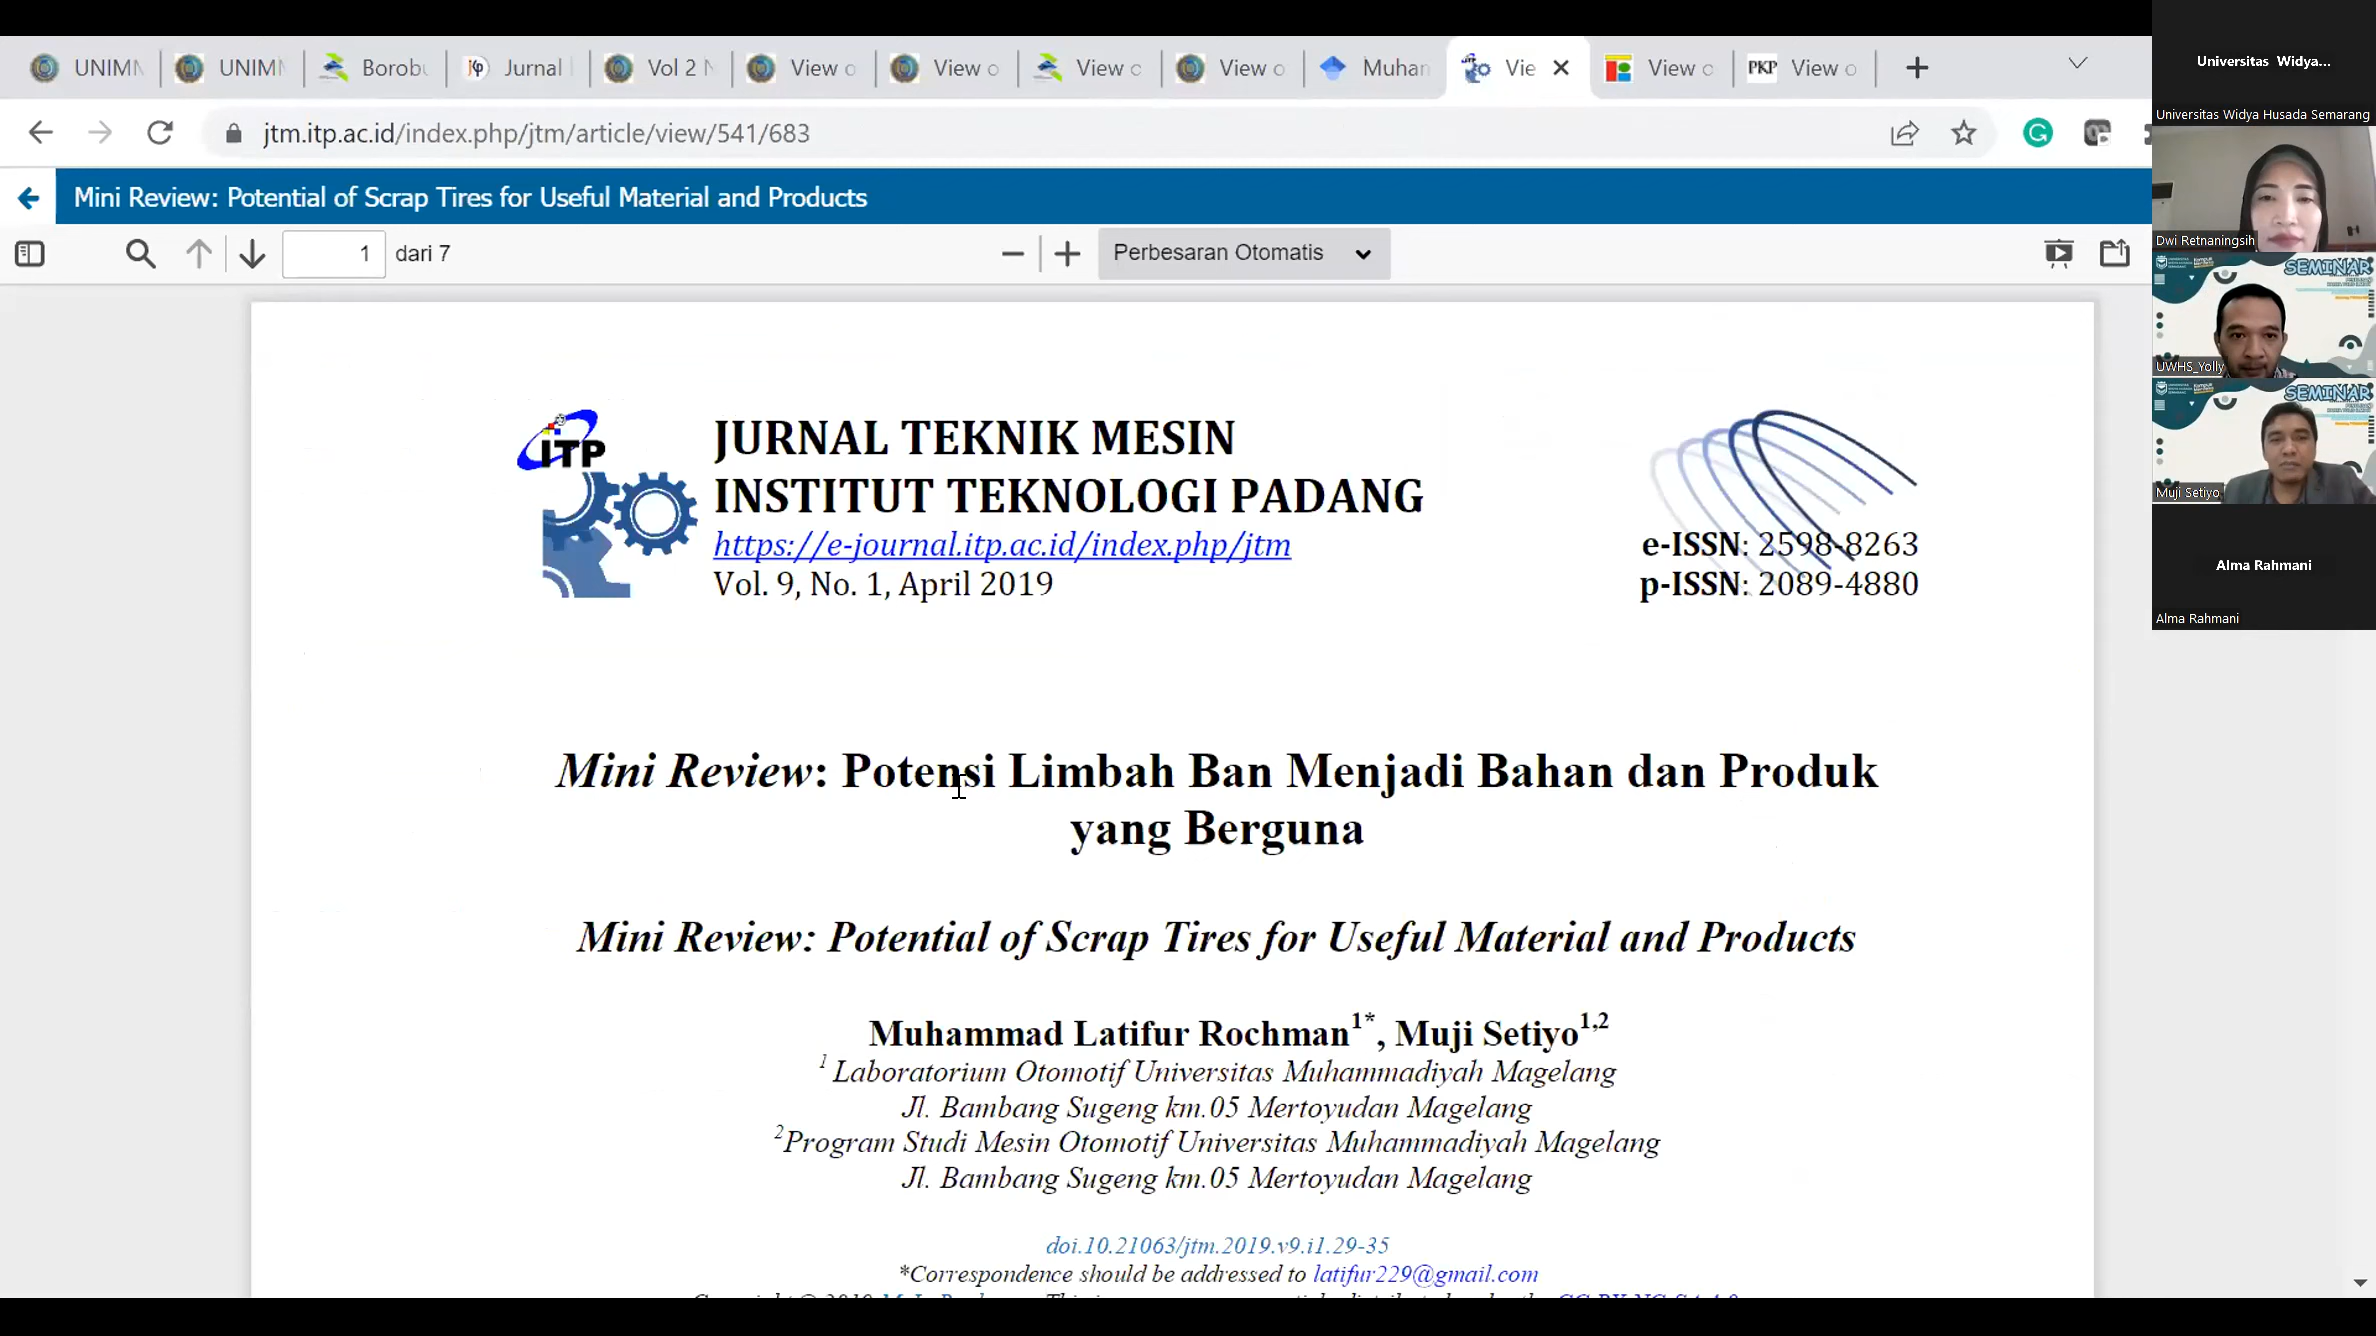 UNIMM
UNIMM
Borobu
Jurnal
Vol 2 N
View o
View o
View o
View o
Muhan
Vie
View o
PKP
View o
jtm.itp.ac.id/index.php/jtm/article/view/541/683
Mini Review: Potential of Scrap Tires for Useful Material and Products
1 dari 7
Perbesaran Otomatis
ITP
JURNAL TEKNIK MESIN
INSTITUT TEKNOLOGI PADANG
https://e-journal.itp.ac.id/index.php/jtm
Vol. 9, No. 1, April 2019
e-ISSN: 2598-8263
p-ISSN: 2089-4880
Mini Review: Potensi Limbah Ban Menjadi Bahan dan Produk
yang Berguna
Mini Review: Potential of Scrap Tires for Useful Material and Products
Muhammad Latifur Rochman1*, Muji Setiyo1,2
1 Laboratorium Otomotif Universitas Muhammadiyah Magelang
Jl. Bambang Sugeng km.05 Mertoyudan Magelang
2Program Studi Mesin Otomotif Universitas Muhammadiyah Magelang
Jl. Bambang Sugeng km.05 Mertoyudan Magelang
doi.10.21063/jtm.2019.v9.i1.29-35
*Correspondence should be addressed to latifur229@gmail.com
Universitas Widya...
Universitas Widya Husada Semarang
Dwi Retnaningsih
SEMINAR
UWHS_Yolly
SEMINAR
Muji Setiyo
Alma Rahmani
Alma Rahmani